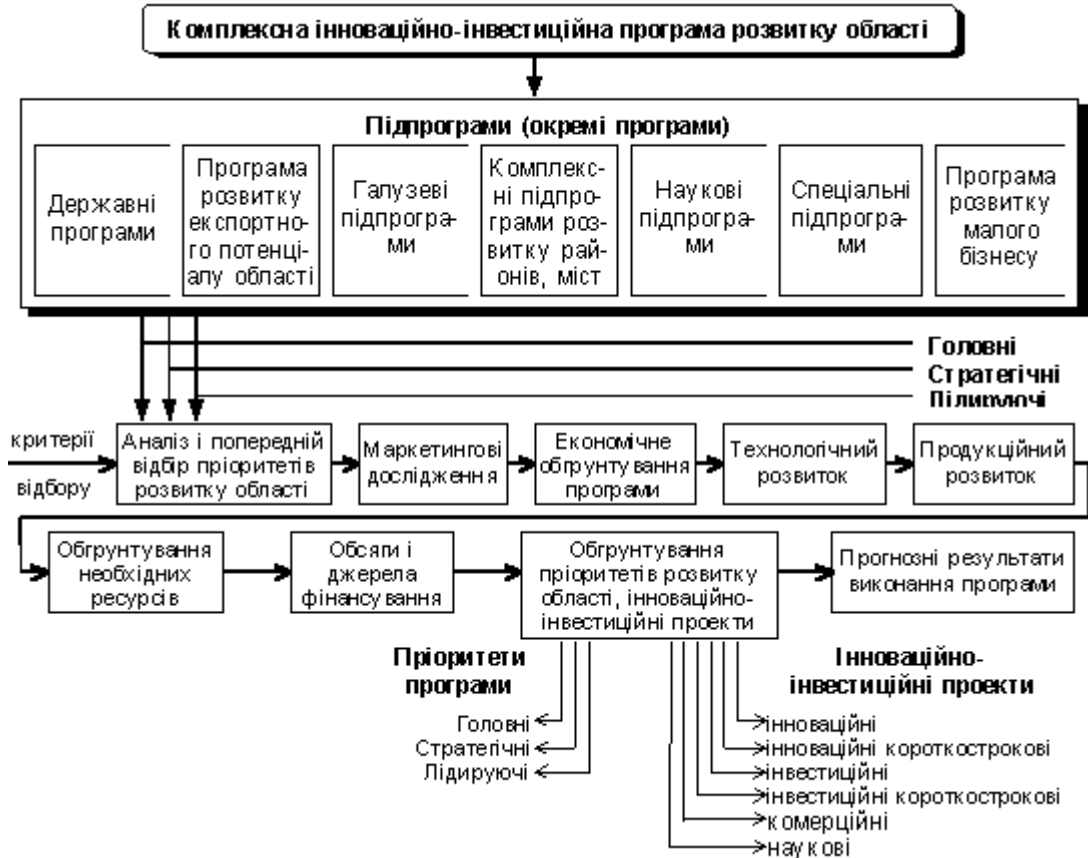 Комплексна інноваційно-інвестиційна програма розвитку області
Підпрограми (окремі програми)
Державні
програми
Програма
розвитку
експортно-
го потенці-
алу області
Галузеві
підпрогра-
ми
Комплекс-
ні підпро-
грами роз-
витку рай-
онів, міст
Наукові
підпрогра-
ми
Спеціальні
підпрогра-
ми
Програма
розвитку
малого
бізнесу
Головні
Стратегічні
Лідируючі
критерії
відбору
Аналіз і попередній
відбір пріоритетів
розвитку області
Маркетингові
дослідження
Економічне
обгрунтування
програми
Технологічний
розвиток
Продукційний
розвиток
Обгрунтування
необхідних
ресурсів
Обсяги і
джерела
фінансування
Обгрунтування
пріоритетів розвитку
області, інноваційно-
інвестиційні проекти
Прогнозні результати
виконання програми
Пріоритети
програми
Головні
Стратегічні
Лідируючі
Інноваційно-
інвестиційні проекти
інноваційні
інноваційні короткострокові
інвестиційні
інвестиційні короткострокові
комерційні
наукові